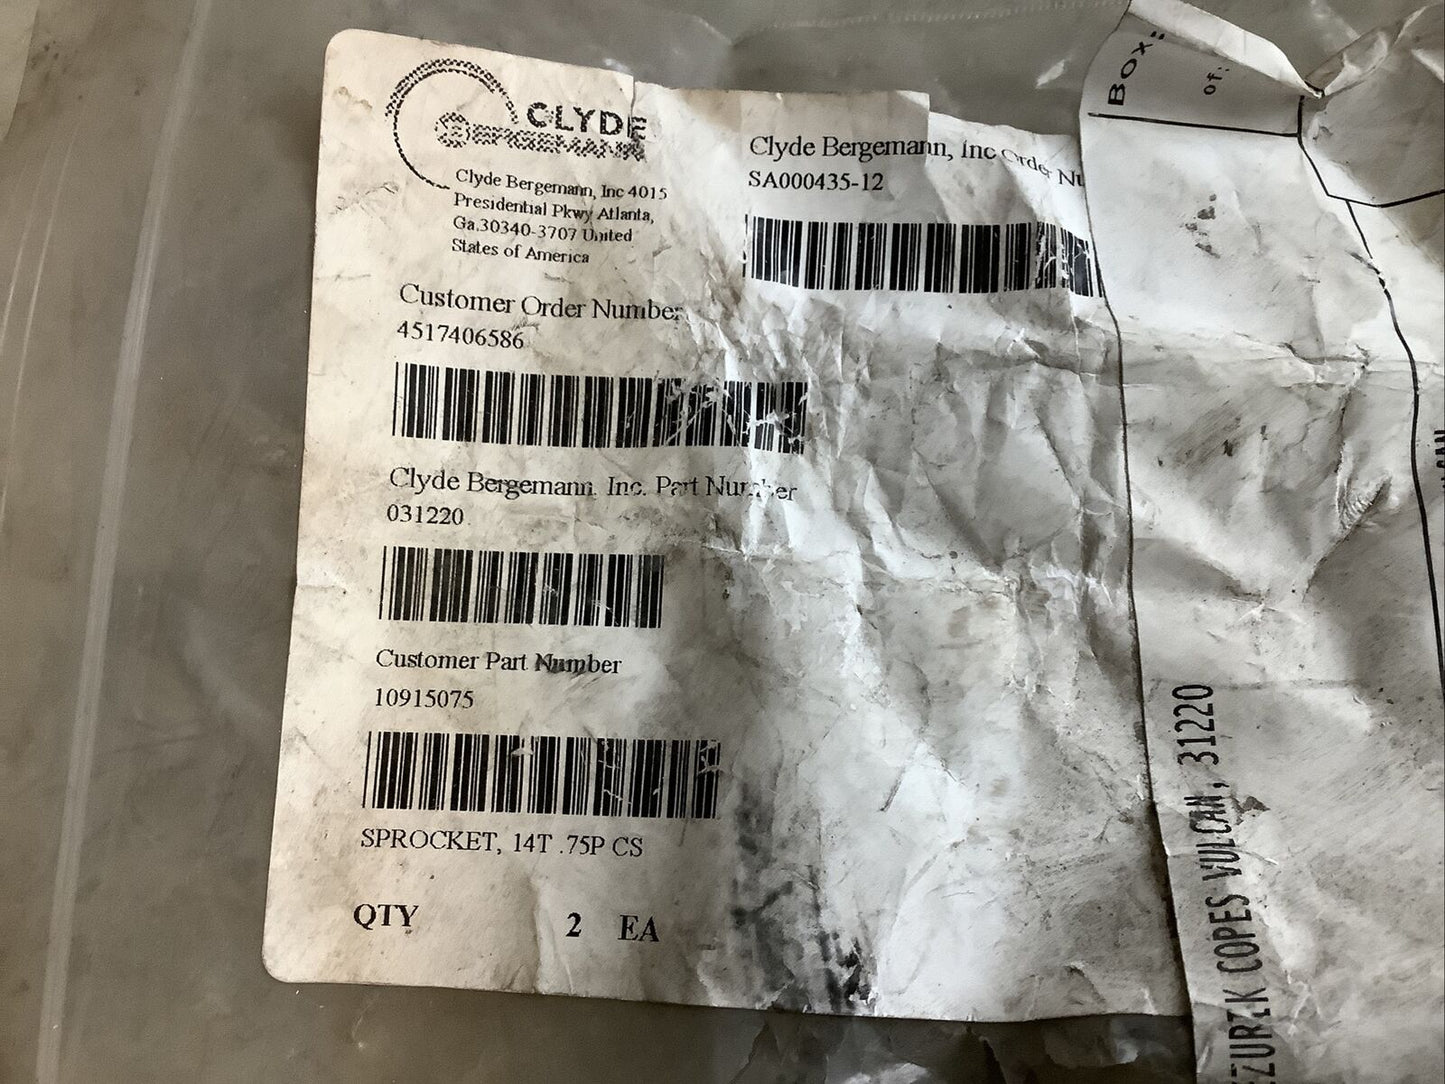 CLYDE
BERGEMANN
Clyde Bergemann, Inc 4015
Presidential Pkwy Atlanta,
Ga.30340-3707 United
States of America
Clyde Bergemann, Inc Order Nu
SA000435-12
Customer Order Number
4517406586
Clyde Bergemann, Inc. Part Number
031220
Customer Part Number
10915075
SPROCKET, 14T .75P CS
QTY 2 EA
BOX:
of:
EZURIK COPES VULCAN, 31220